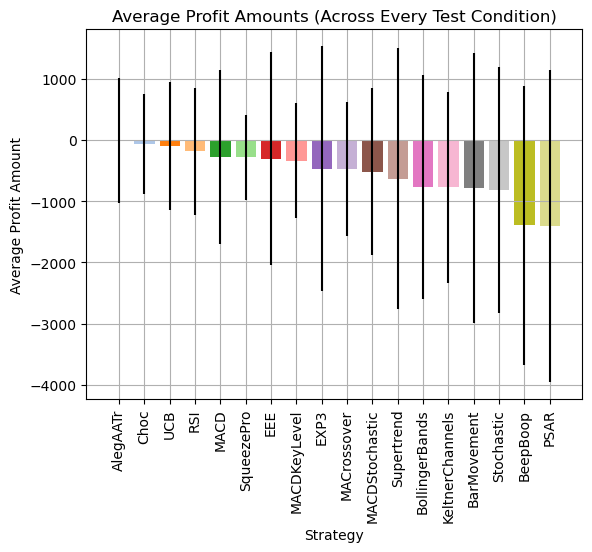 Average Profit Amounts (Across Every Test Condition)
Average Profit Amount
1000
0
−1000
−2000
−3000
−4000
AlegAATr
Choc
UCB
RSI
MACD
SqueezePro
EEE
MACDKeyLevel
EXP3
MACrossover
MACDStochastic
Supertrend
BollingerBands
KeltnerChannels
BarMovement
Stochastic
BeepBoop
PSAR
Strategy